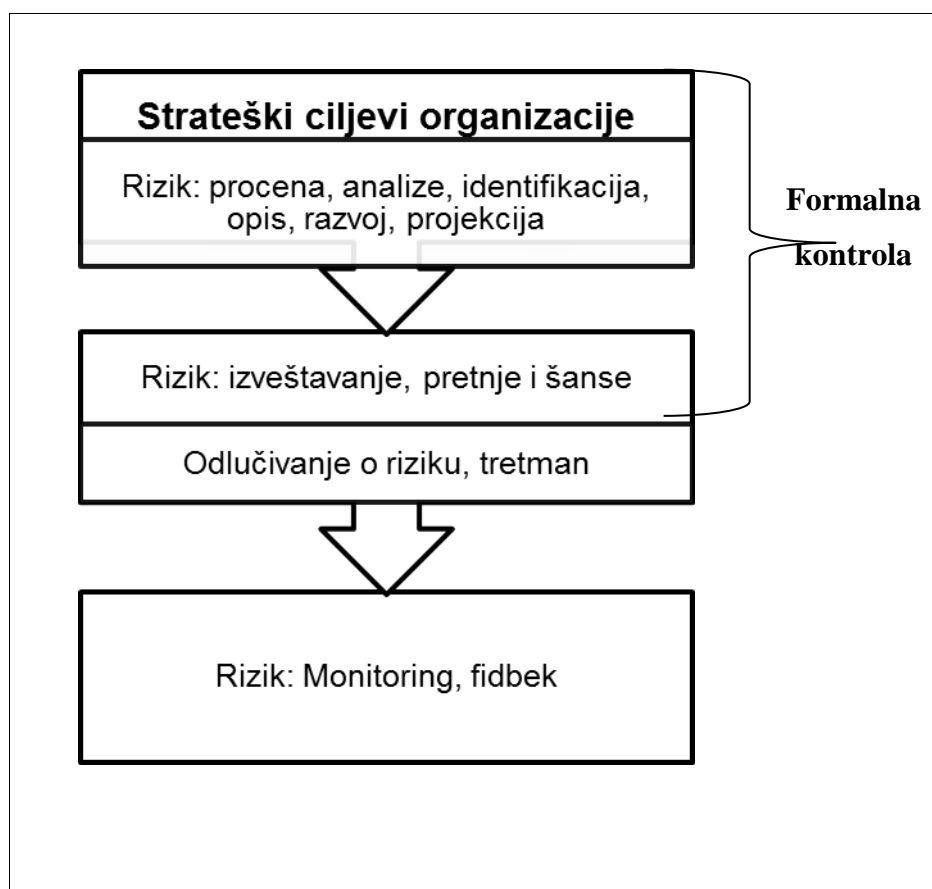 Strateški ciljevi organizacije
Rizik: procena, analize, identifikacija,
opis, razvoj, projekcija
Formalna
kontrola
Rizik: izveštavanje, pretnje i šanse
Odlučivanje o riziku, tretman
Rizik: Monitoring, fidbek